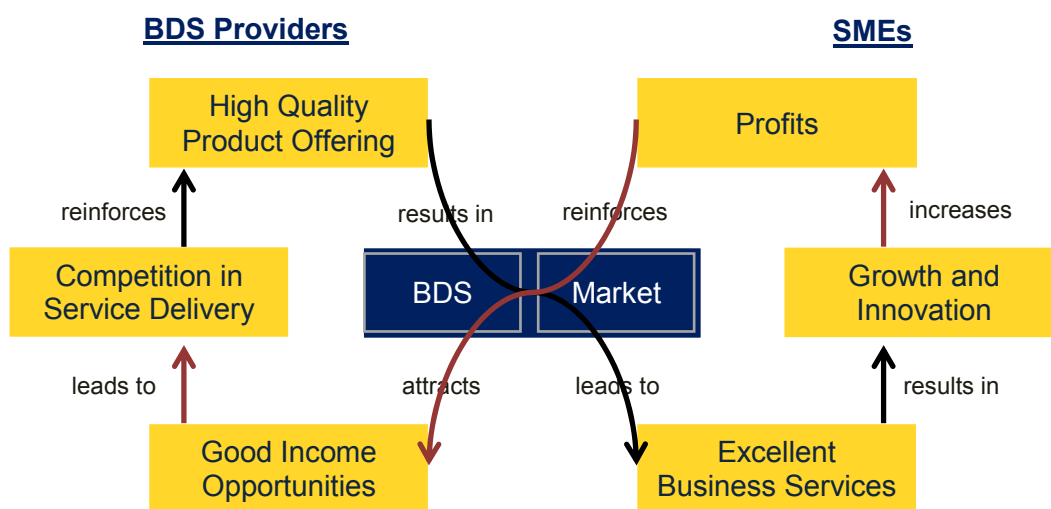 BDS Providers
SMEs
High Quality
Product Offering
Profits
reinforces
results in
reinforces
increases
Competition in
Service Delivery
BDS
Market
Growth and
Innovation
leads to
attracts
leads to
results in
Good Income
Opportunities
Excellent
Business Services